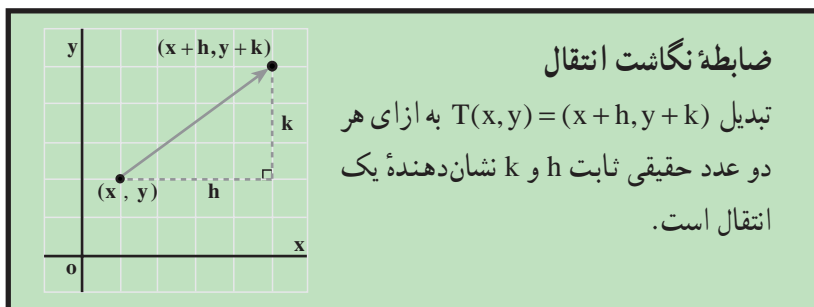 ضابطهٔ نگاشت انتقال
تبدیل T(x,y)=(x+h,y+k) به ازای هر
دو عدد حقیقی ثابت h و k نشان‌دهندهٔ یک
انتقال است.
y
(x+h,y+k)
k
(x , y)
h
x
o